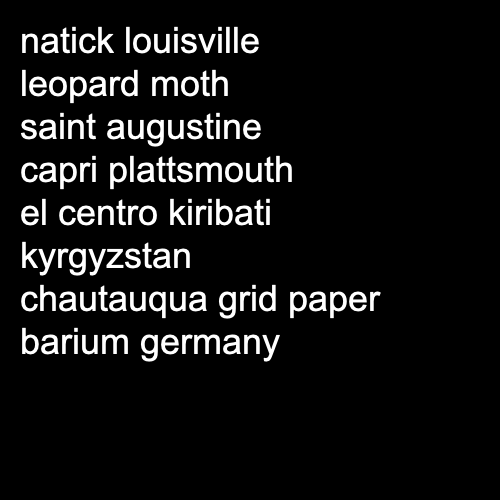 natick louisville
leopard moth
saint augustine
capri plattsmouth
el centro kiribati
kyrgyzstan
chautauqua grid paper
barium germany